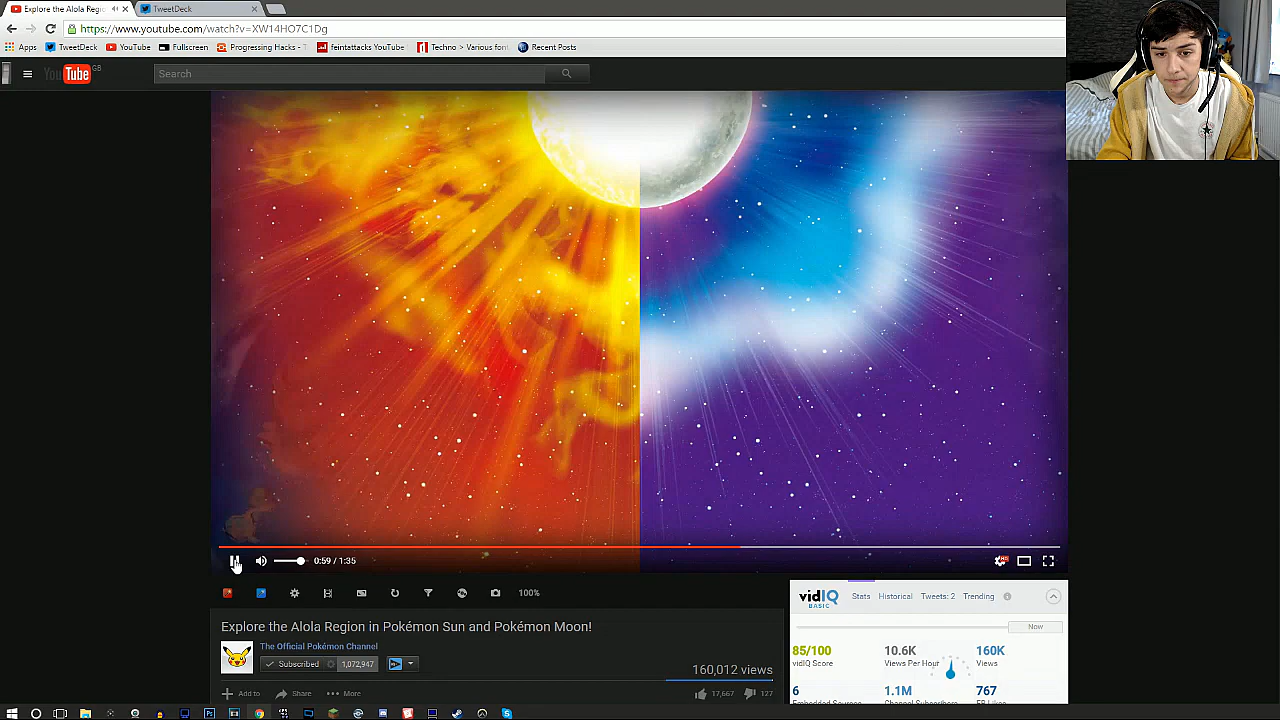 Explore the Alola Regi
TweetDeck
https://www.youtube.com/watch?v=XW14HO7C1Dg
Apps TweetDeck YouTube Fullscreen Progressing Hacks - feintattacks YouTube Techno > Various fon Recent Posts
YouTube GB
Search
0:59 / 1:35
HD
100%
Explore the Alola Region in Pokémon Sun and Pokémon Moon!
The Official Pokémon Channel
Subscribed 1,072,947
160,012 views
Add to Share More
17,667 127
vidIQ BASIC
Stats Historical Tweets: 2 Trending
Now
85/100 10.6K 160K
vidIQ Score Views Per Hour Views
6 1.1M 767